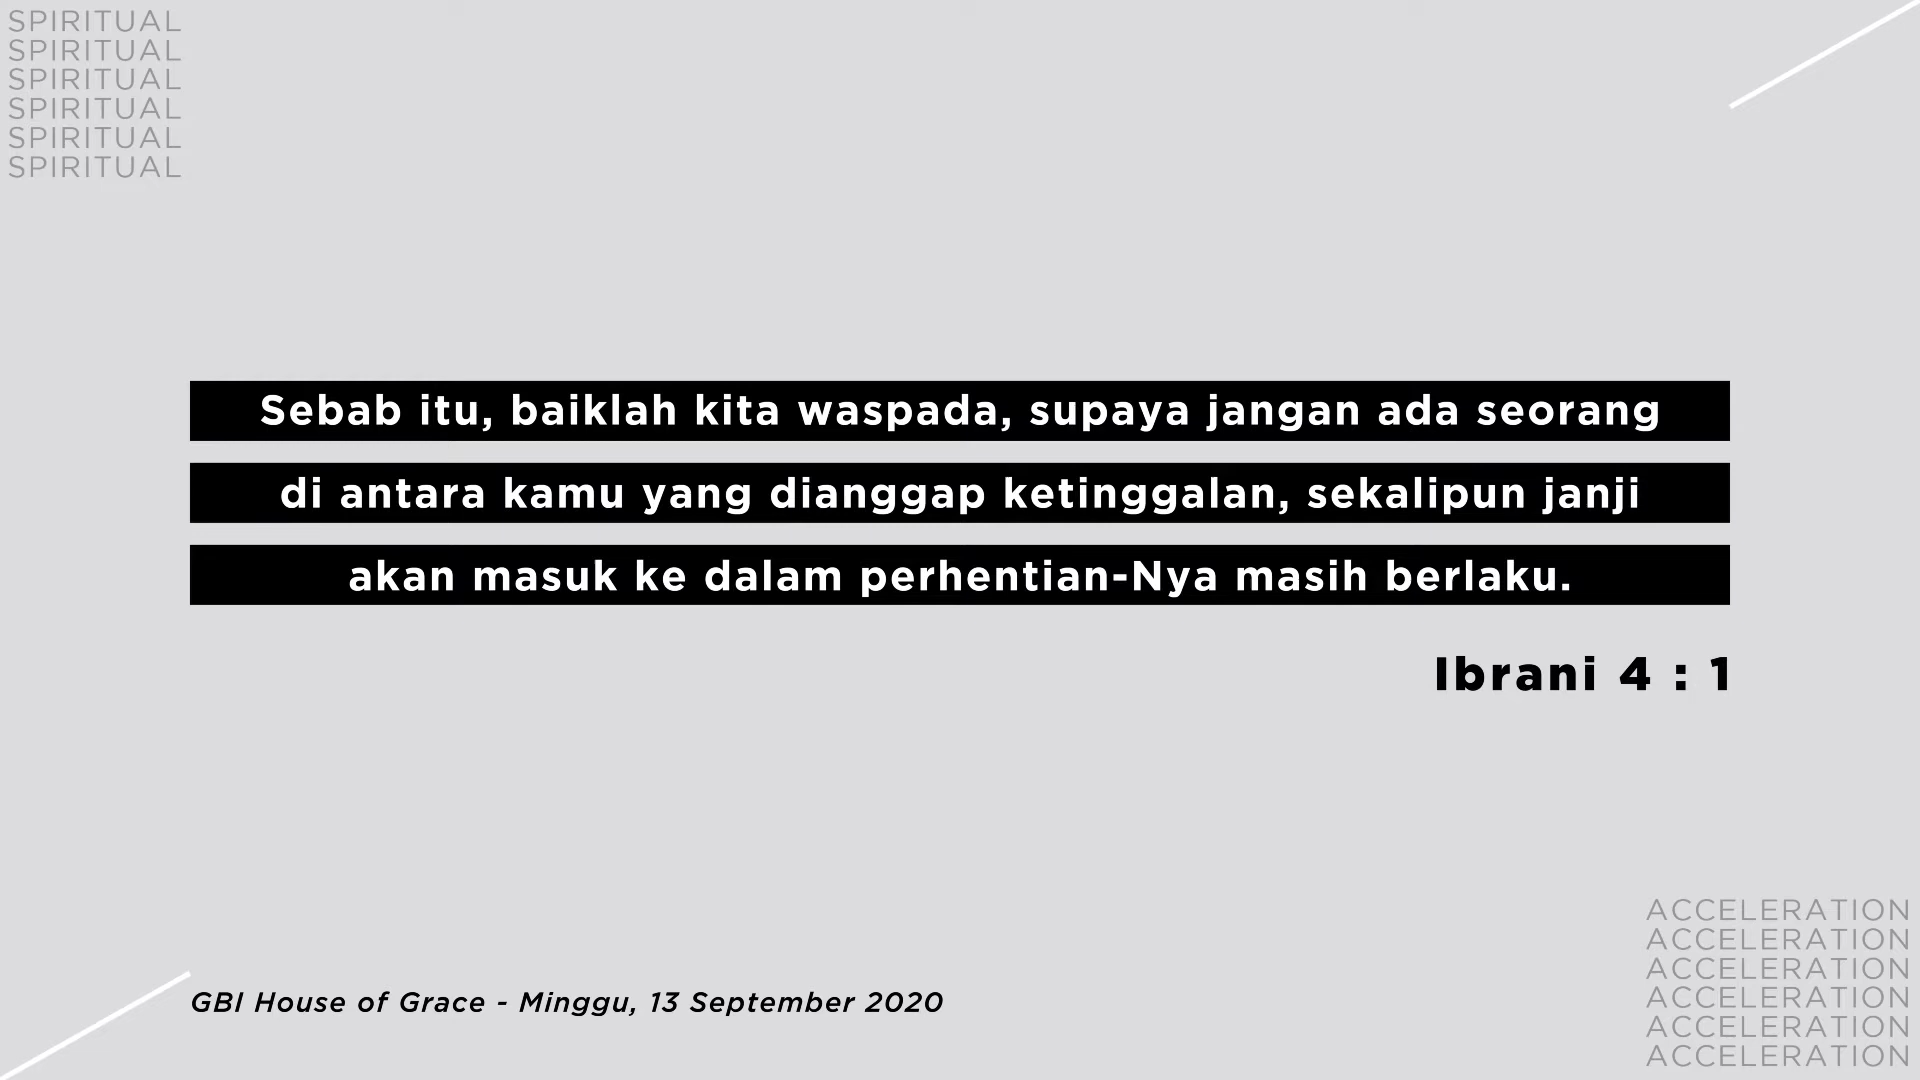 SPIRITUAL
SPIRITUAL
SPIRITUAL
SPIRITUAL
SPIRITUAL
SPIRITUAL
Sebab itu, baiklah kita waspada, supaya jangan ada seorang
di antara kamu yang dianggap ketinggalan, sekalipun janji
akan masuk ke dalam perhentian-Nya masih berlaku.
Ibrani 4 : 1
GBI House of Grace - Minggu, 13 September 2020
ACCELERATION
ACCELERATION
ACCELERATION
ACCELERATION
ACCELERATION
ACCELERATION